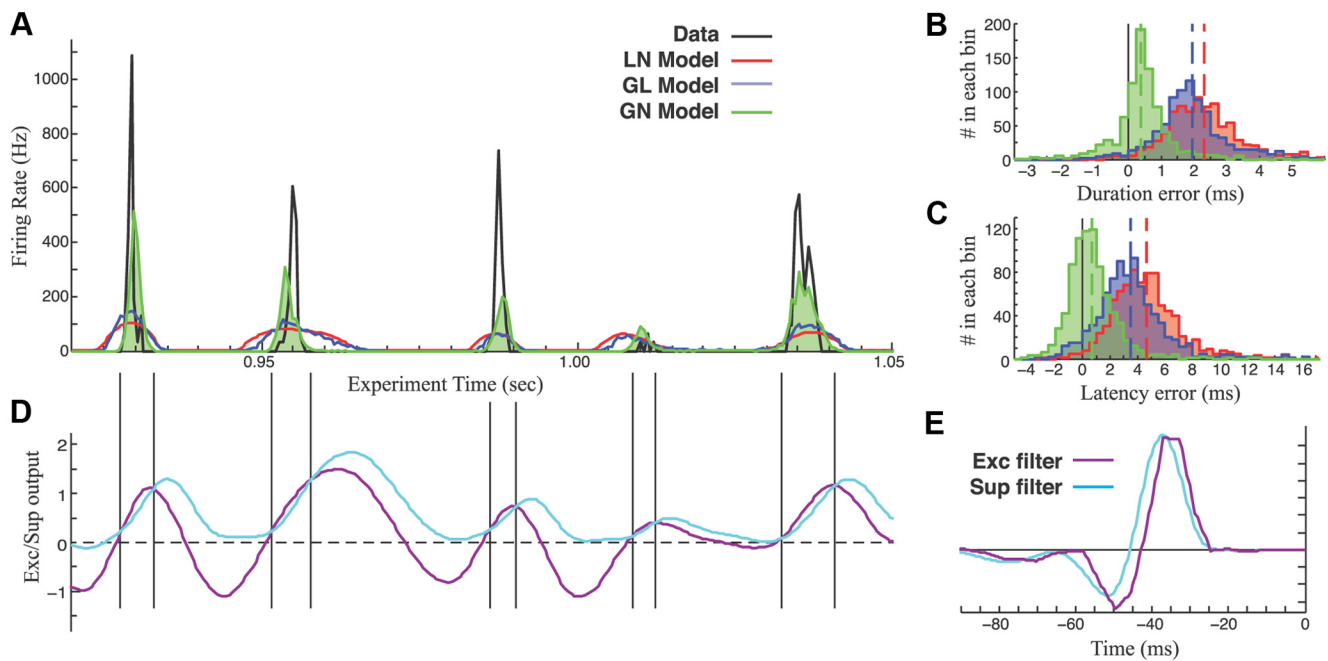 A
Data
LN Model
GL Model
GN Model
Firing Rate (Hz)
1000
800
600
400
200
0
0.95
1.00
1.05
Experiment Time (sec)
B
# in each bin
200
150
100
50
0
−3 −2 −1 0 1 2 3 4 5
Duration error (ms)
C
# in each bin
120
80
40
0
−4 −2 0 2 4 6 8 10 12 14 16
Latency error (ms)
D
Exc/Sup output
2
1
0
−1
E
Exc filter
Sup filter
−80 −60 −40 −20 0
Time (ms)